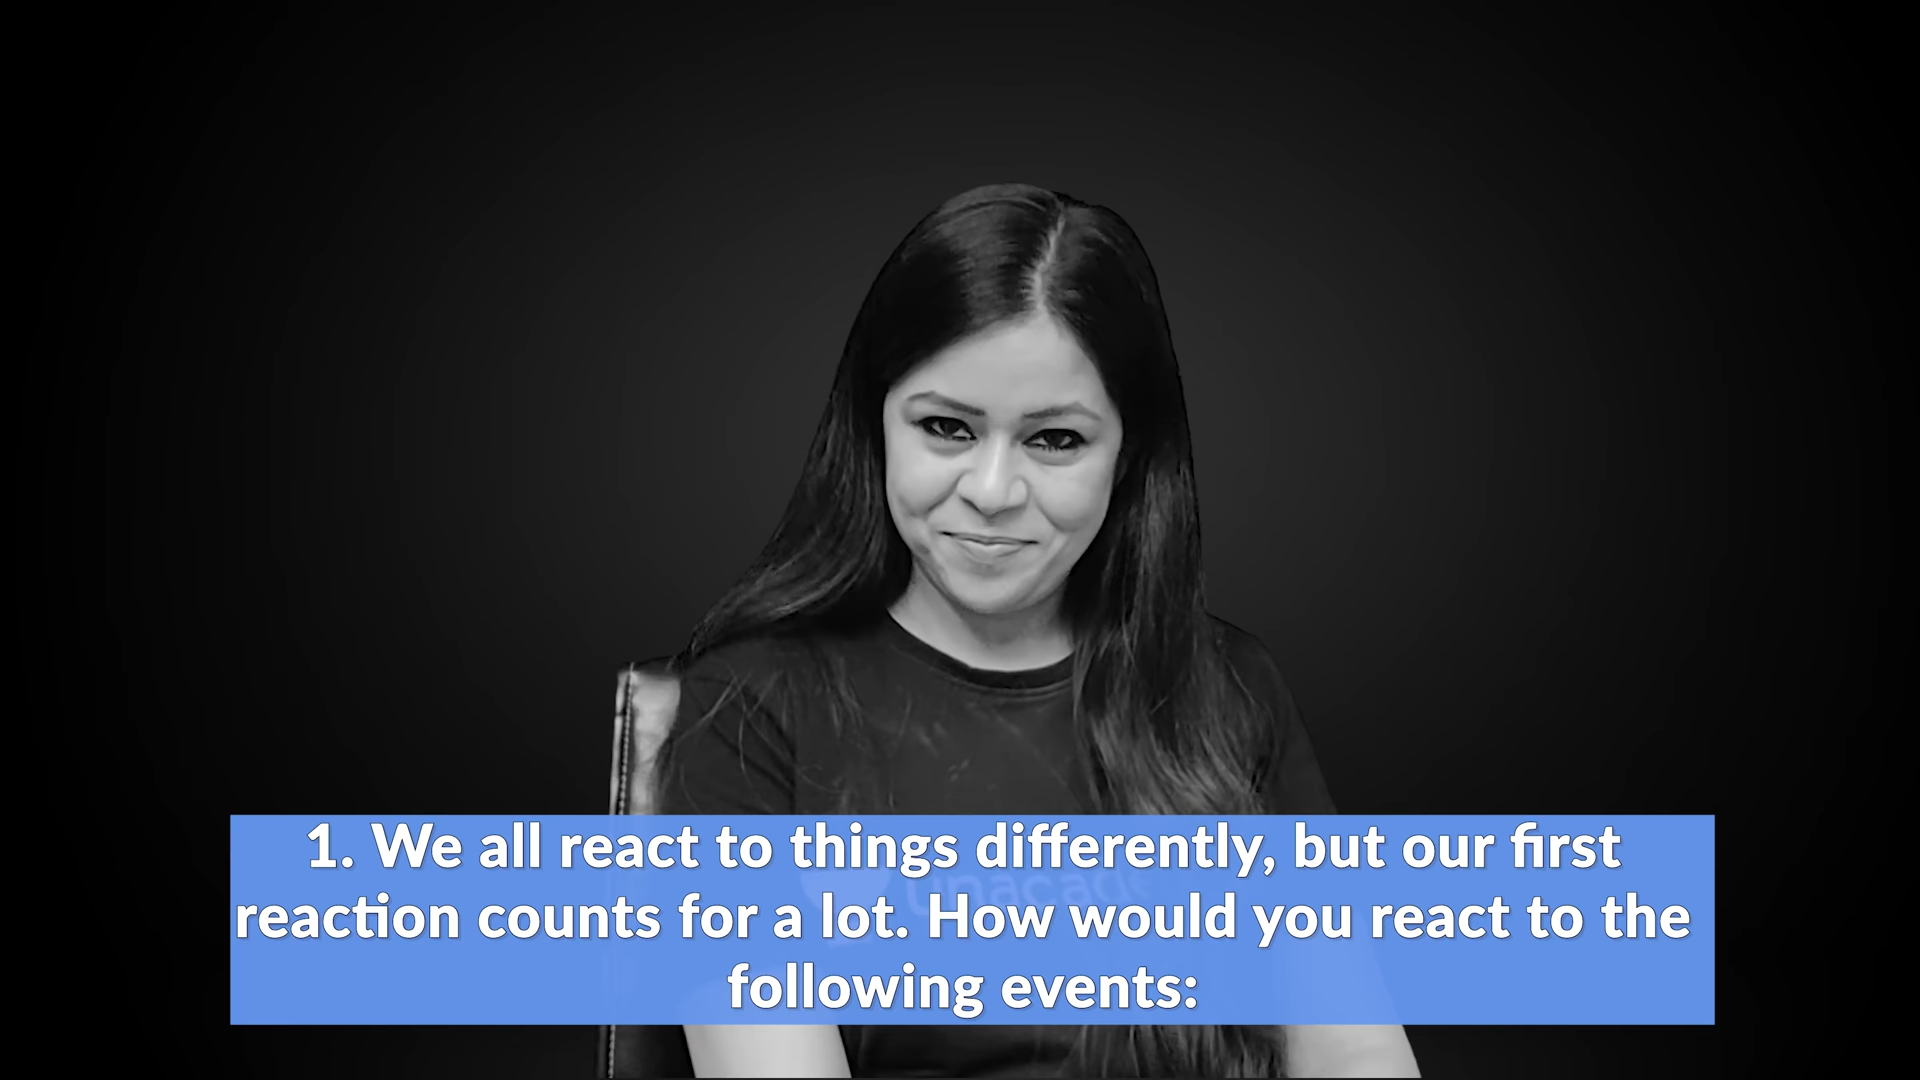 1. We all react to things differently, but our first
reaction counts for a lot. How would you react to the
following events: